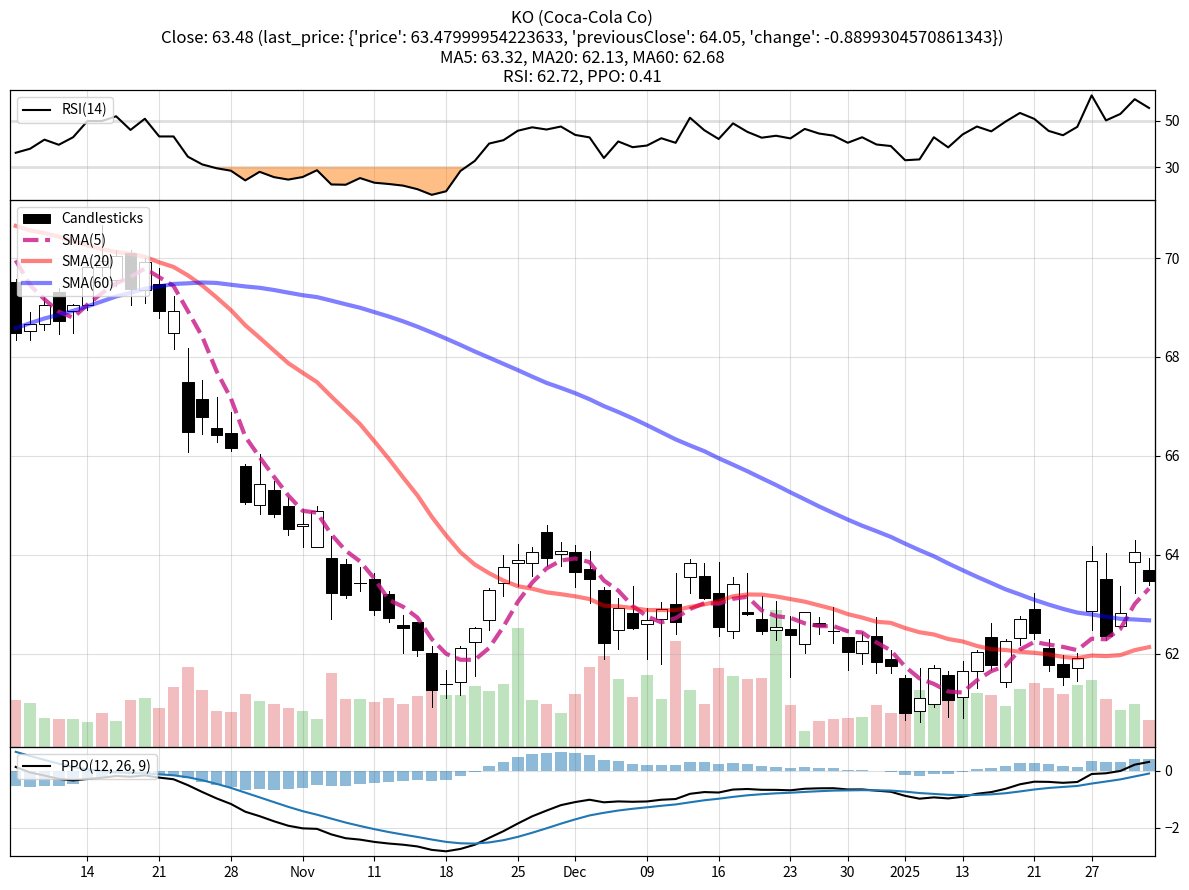 KO (Coca-Cola Co)
Close: 63.48 (last_price: {'price': 63.47999954223633, 'previousClose': 64.05, 'change': -0.8899304570861343})
MA5: 63.32, MA20: 62.13, MA60: 62.68
RSI: 62.72, PPO: 0.41
RSI(14)
50
30
Candlesticks
SMA(5)
SMA(20)
SMA(60)
70
68
66
64
62
PPO(12, 26, 9)
0
−2
14 21 28 Nov 11 18 25 Dec 09 16 23 30 2025 13 21 27